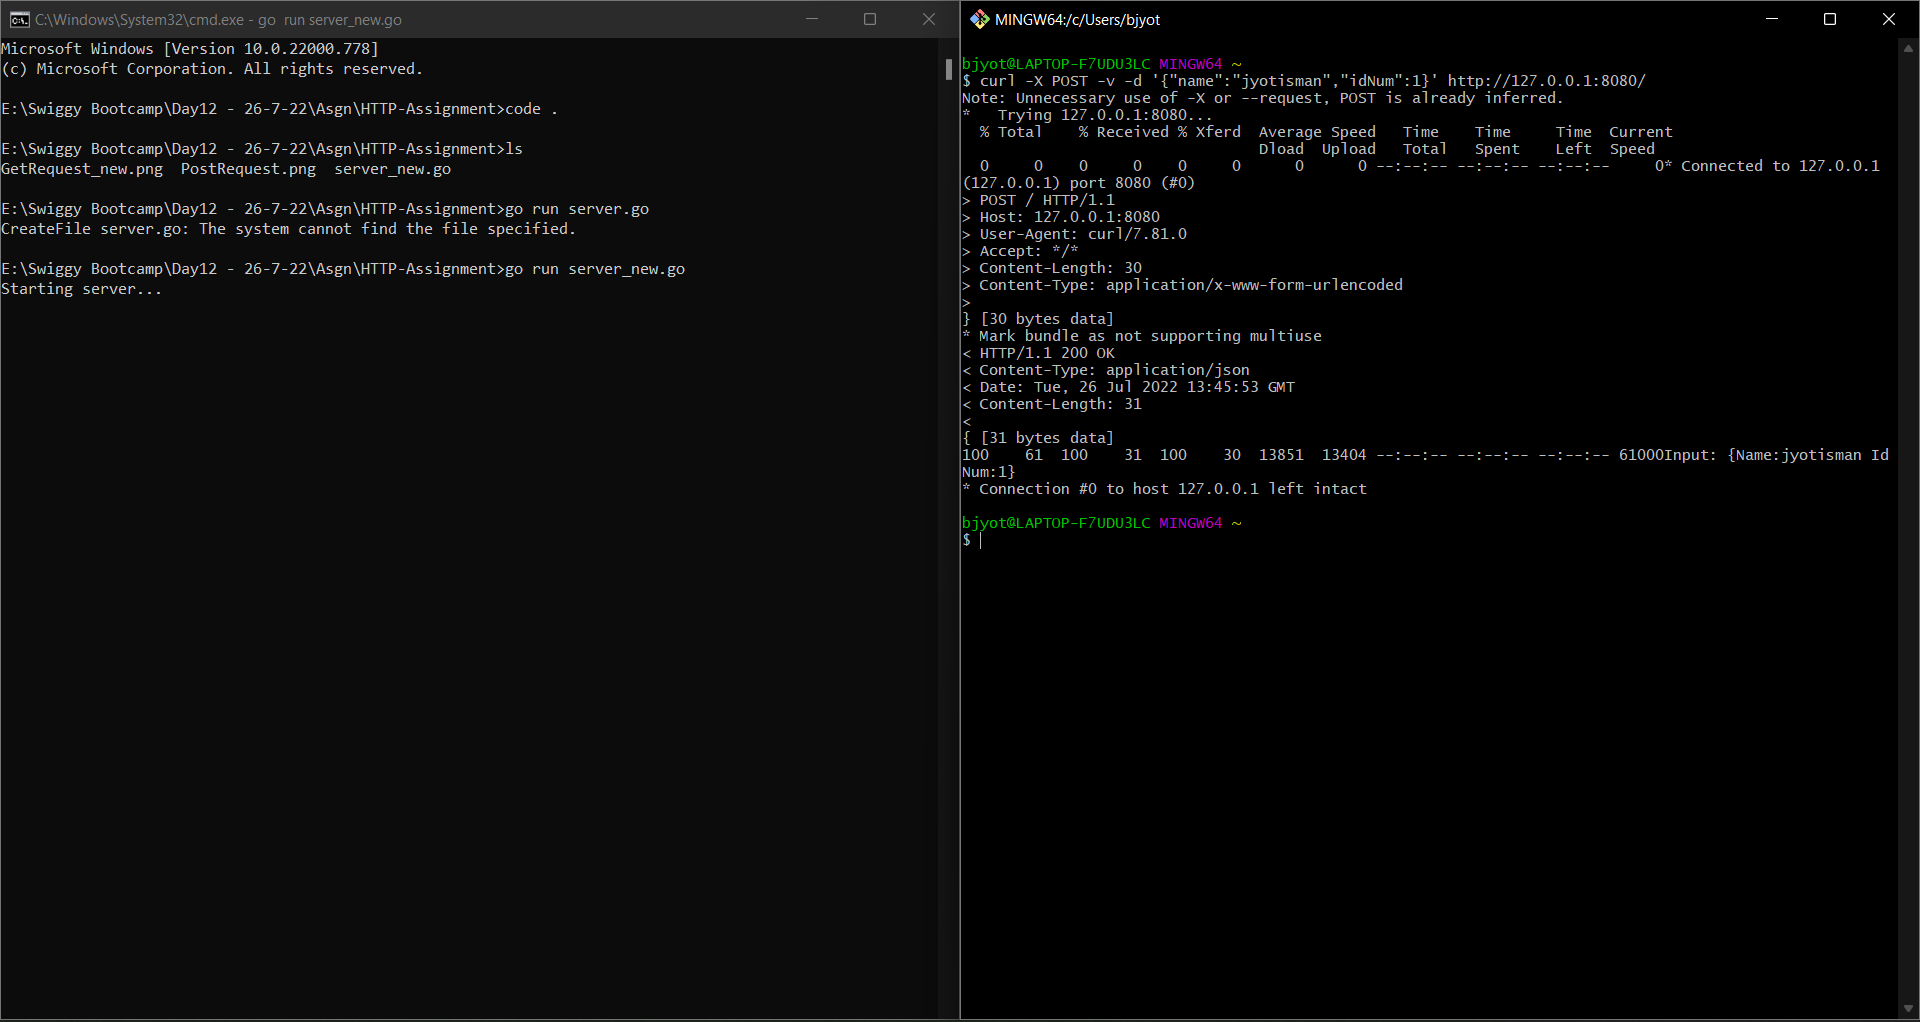 C:\Windows\System32\cmd.exe - go  run server_new.go
Microsoft Windows [Version 10.0.22000.778]
(c) Microsoft Corporation. All rights reserved.
E:\Swiggy Bootcamp\Day12 - 26-7-22\Asgn\HTTP-Assignment>code .
E:\Swiggy Bootcamp\Day12 - 26-7-22\Asgn\HTTP-Assignment>ls
GetRequest_new.png  PostRequest.png  server_new.go
E:\Swiggy Bootcamp\Day12 - 26-7-22\Asgn\HTTP-Assignment>go run server.go
CreateFile server.go: The system cannot find the file specified.
E:\Swiggy Bootcamp\Day12 - 26-7-22\Asgn\HTTP-Assignment>go run server_new.go
Starting server...
MINGW64:/c/Users/bjyot
bjyot@LAPTOP-F7UDU3LC MINGW64 ~
$ curl -X POST -v -d '{"name":"jyotisman","idNum":1}' http://127.0.0.1:8080/
Note: Unnecessary use of -X or --request, POST is already inferred.
*   Trying 127.0.0.1:8080...
  % Total    % Received % Xferd  Average Speed   Time    Time     Time  Current
                                 Dload  Upload   Total   Spent    Left  Speed
  0     0    0     0    0     0      0      0 --:--:-- --:--:-- --:--:--     0* Connected to 127.0.0.1
(127.0.0.1) port 8080 (#0)
> POST / HTTP/1.1
> Host: 127.0.0.1:8080
> User-Agent: curl/7.81.0
> Accept: */*
> Content-Length: 30
> Content-Type: application/x-www-form-urlencoded
>
} [30 bytes data]
* Mark bundle as not supporting multiuse
< HTTP/1.1 200 OK
< Content-Type: application/json
< Date: Tue, 26 Jul 2022 13:45:53 GMT
< Content-Length: 31
<
{ [31 bytes data]
100    61  100    31  100    30  13851  13404 --:--:-- --:--:-- --:--:-- 61000Input: {Name:jyotisman Id
Num:1}
* Connection #0 to host 127.0.0.1 left intact
bjyot@LAPTOP-F7UDU3LC MINGW64 ~
$